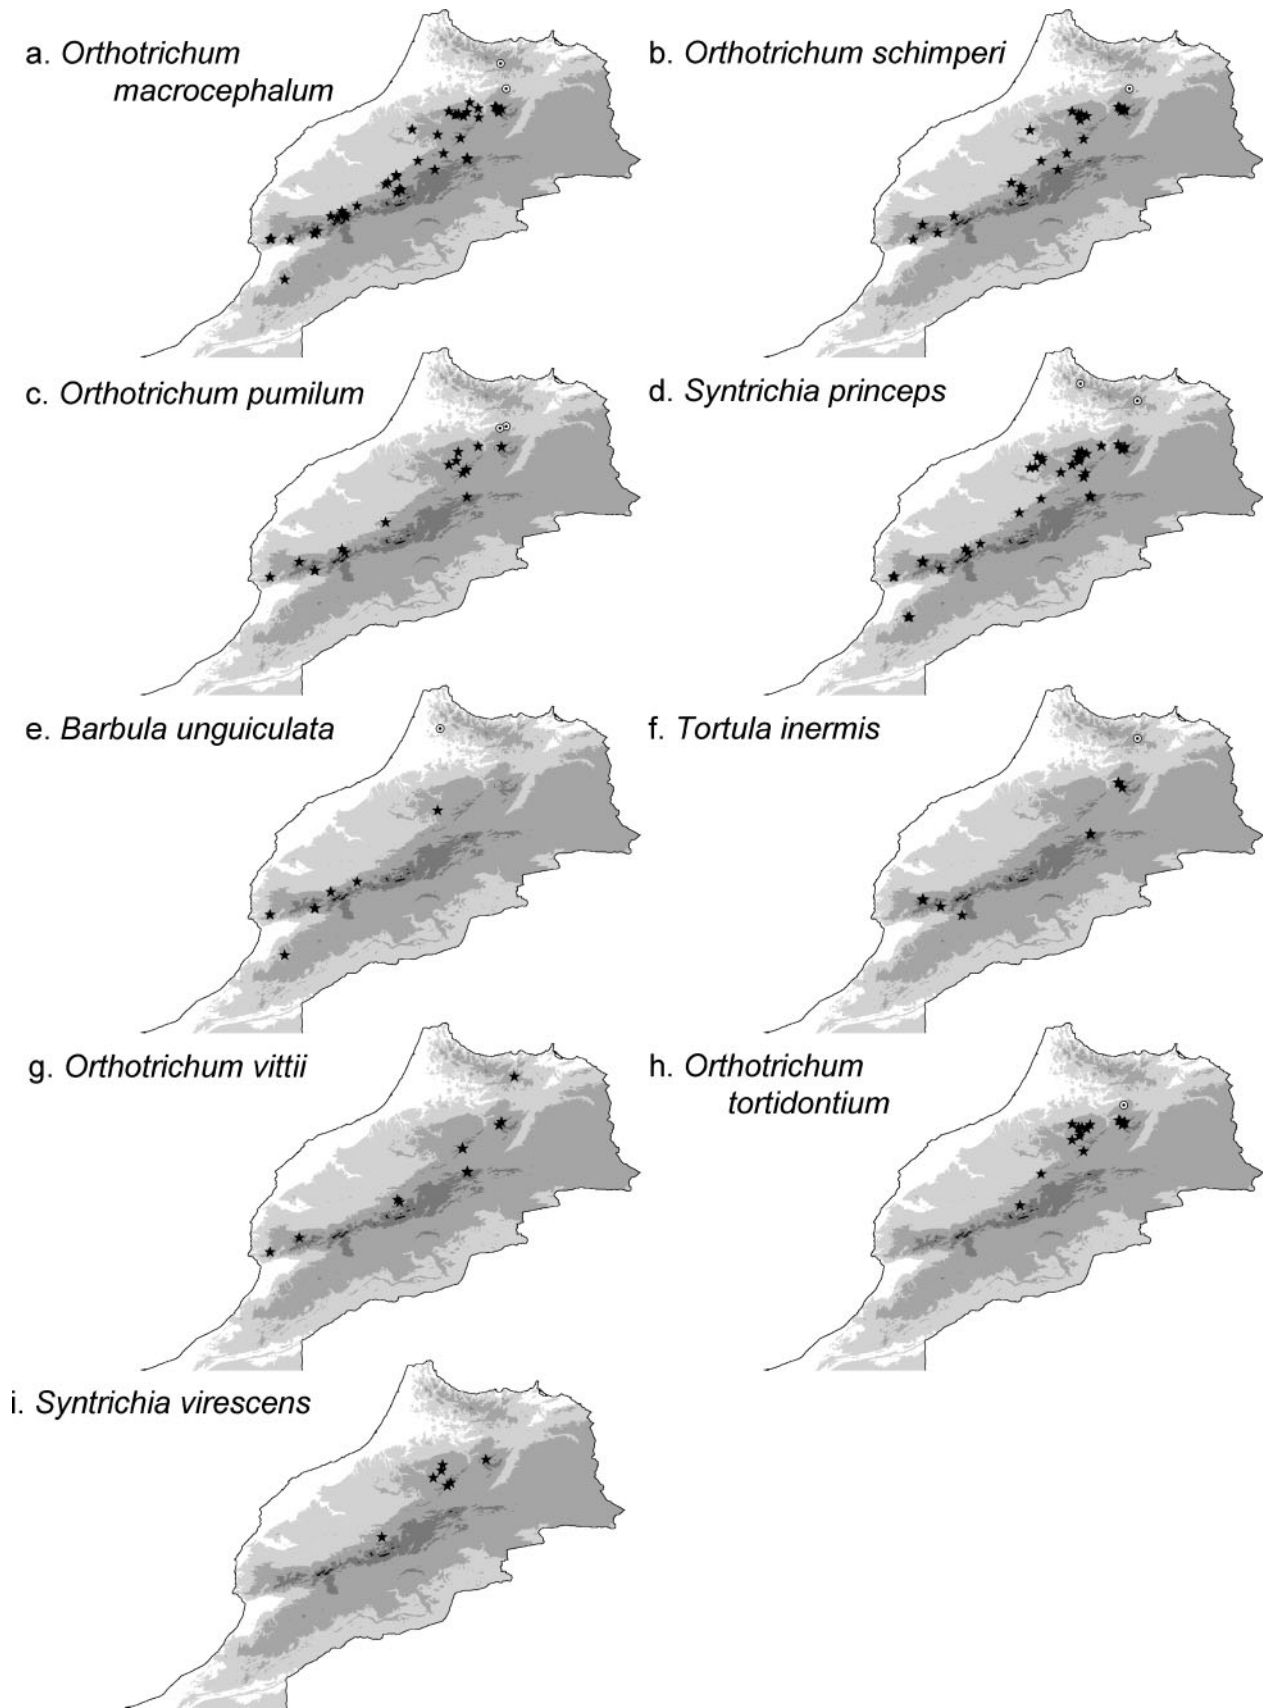 a. Orthotrichum
macrocephalum
b. Orthotrichum schimperi
c. Orthotrichum pumilum
d. Syntrichia princeps
e. Barbula unguiculata
f. Tortula inermis
g. Orthotrichum vittii
h. Orthotrichum
tortidontium
i. Syntrichia virescens